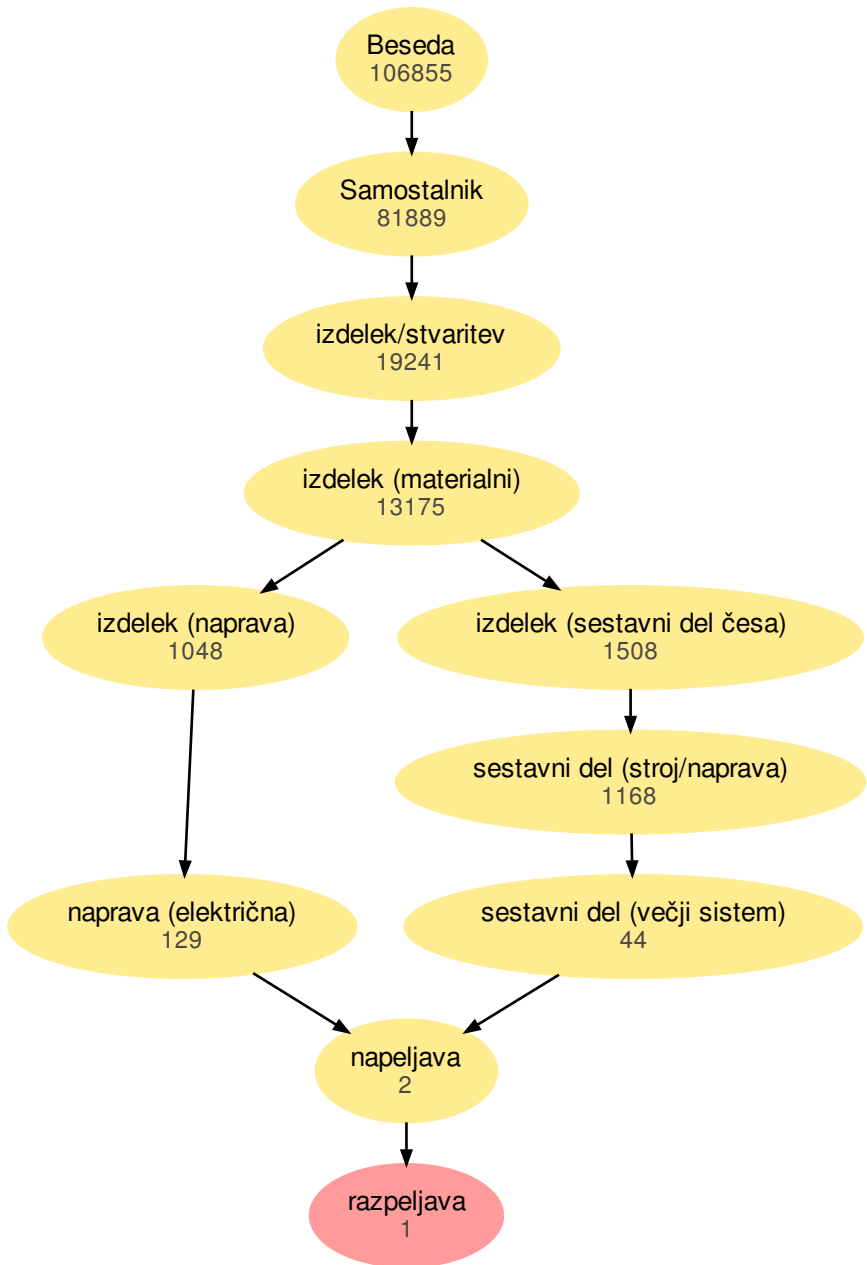 Beseda
106855
Samostalnik
81889
izdelek/stvaritev
19241
izdelek (materialni)
13175
izdelek (naprava)
1048
izdelek (sestavni del česa)
1508
sestavni del (stroj/naprava)
1168
naprava (električna)
129
sestavni del (večji sistem)
44
napeljava
2
razpeljava
1